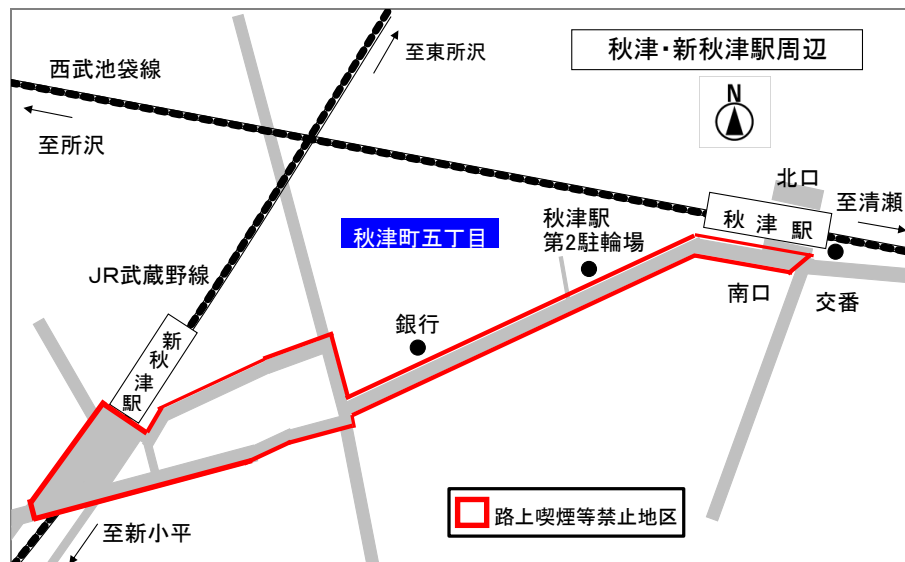 秋津・新秋津駅周辺
至東所沢
西武池袋線
N
至所沢
北口
至清瀬
秋津駅
秋津町五丁目
秋津駅
第2駐輪場
JR武蔵野線
南口
交番
銀行
新秋津駅
路上喫煙等禁止地区
至新小平